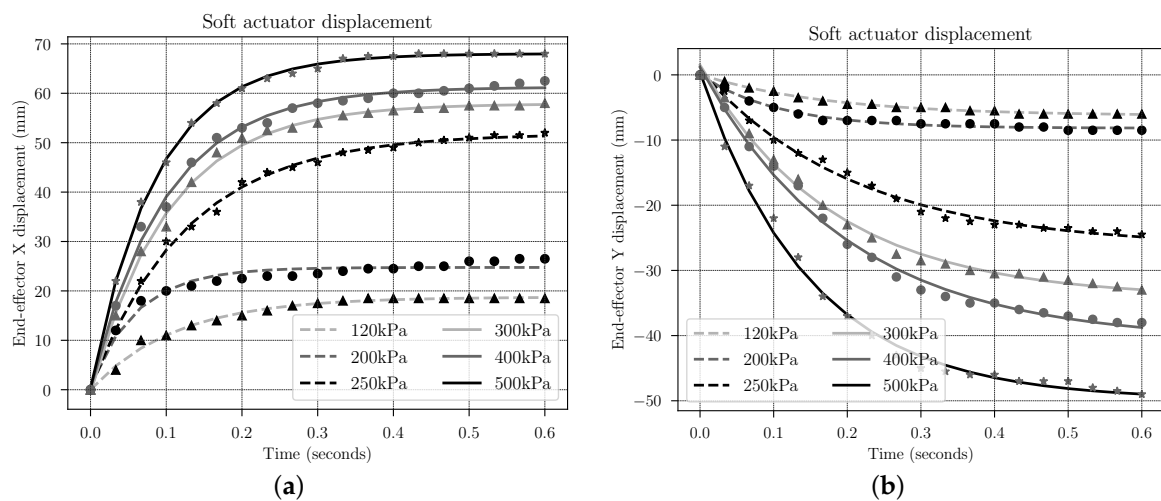 Soft actuator displacement
End-effector X displacement (mm)
70
60
50
40
30
20
10
0
120kPa 300kPa
200kPa 400kPa
250kPa 500kPa
0.0 0.1 0.2 0.3 0.4 0.5 0.6
Time (seconds)
(a)
Soft actuator displacement
End-effector Y displacement (mm)
0
−10
−20
−30
−40
−50
120kPa 300kPa
200kPa 400kPa
250kPa 500kPa
0.0 0.1 0.2 0.3 0.4 0.5 0.6
Time (seconds)
(b)